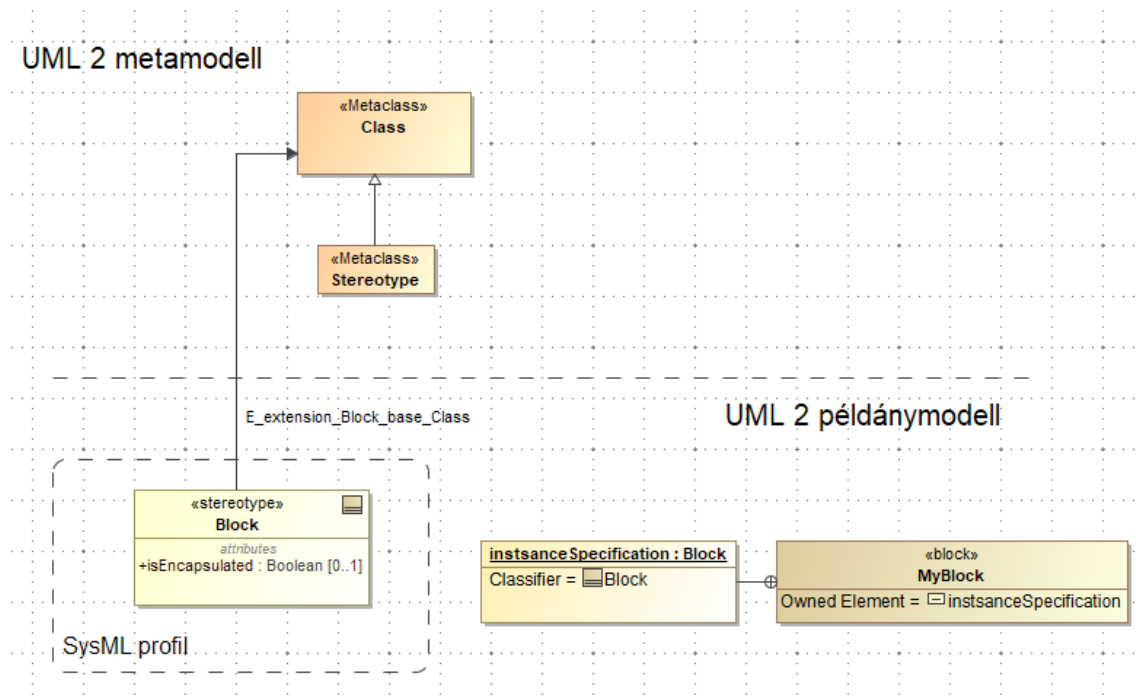 UML 2 metamodell
«Metaclass»
Class
«Metaclass»
Stereotype
E_extension_Block_base_Class
UML 2 példánymodell
«stereotype»
Block
attributes
+isEncapsulated : Boolean [0..1]
SysML profil
instsanceSpecification : Block
Classifier = Block
«block»
MyBlock
Owned Element = instsanceSpecification